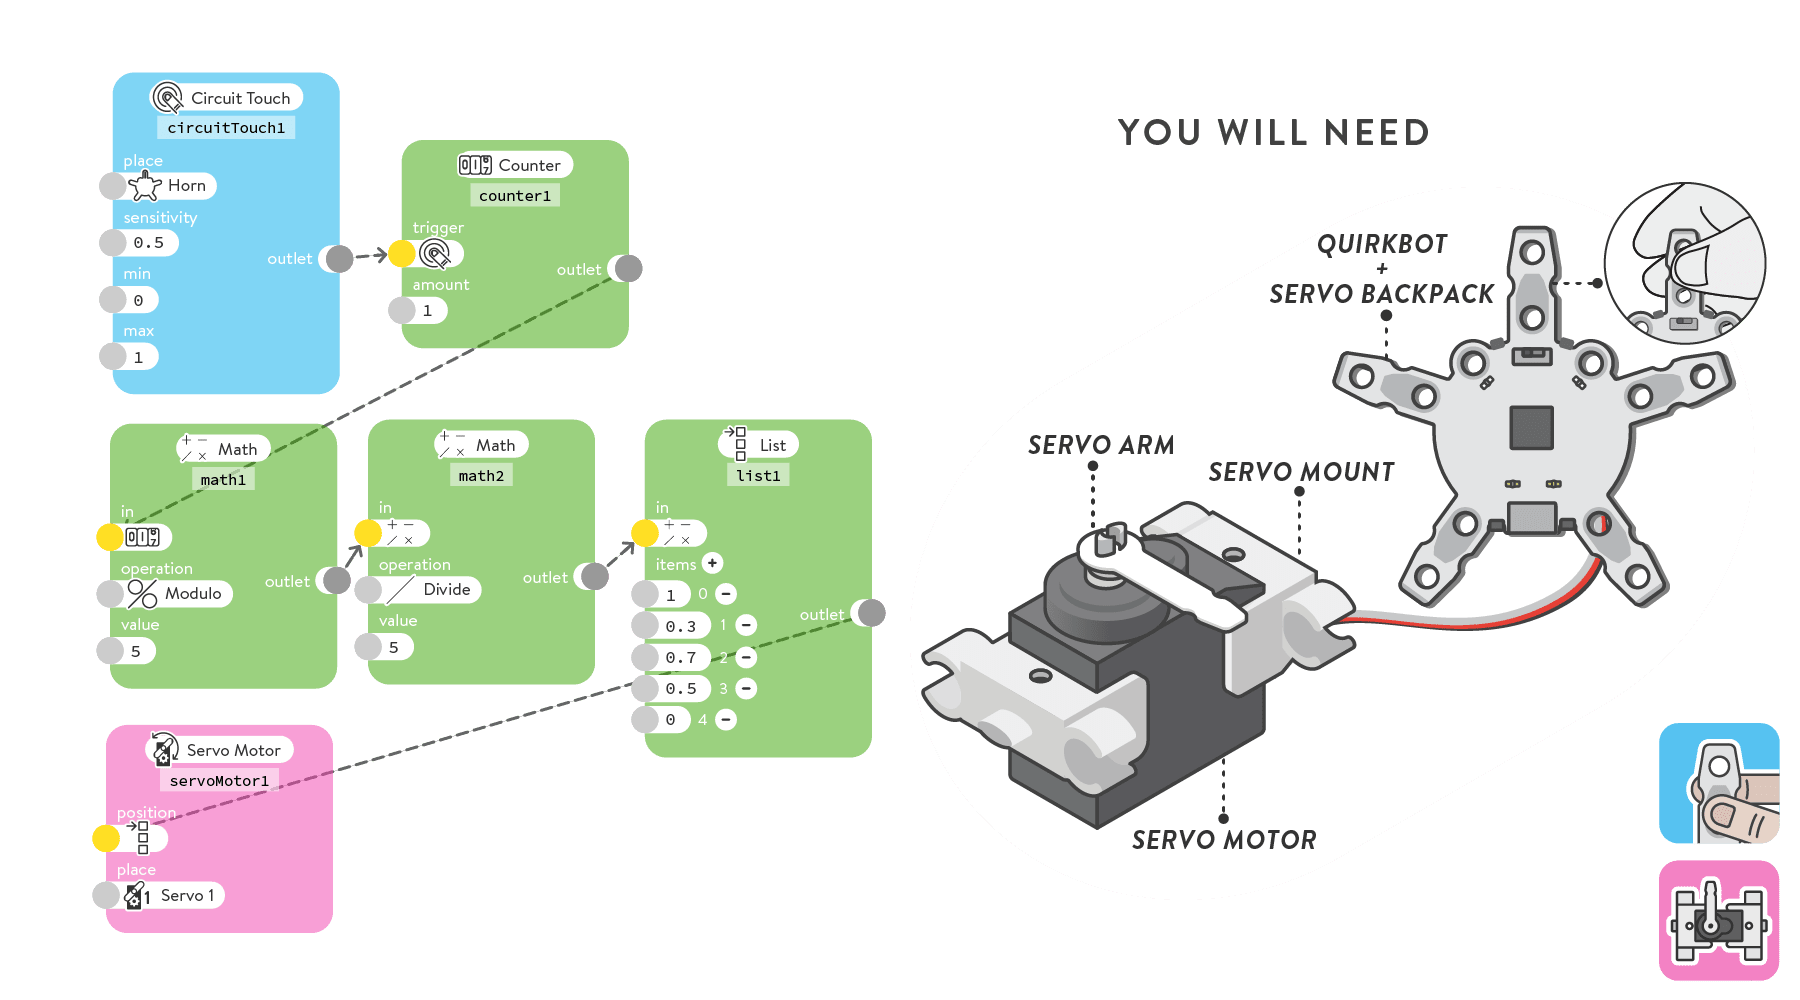 Circuit Touch
circuitTouch1
place
Horn
sensitivity
0.5
min
0
max
1
outlet
Counter
counter1
trigger
amount
1
outlet
Math
math1
in
operation
Modulo
value
5
outlet
Math
math2
in
operation
Divide
value
5
outlet
List
list1
in
items +
1 0 −
0.3 1 −
0.7 2 −
0.5 3 −
0 4 −
outlet
Servo Motor
servoMotor1
position
place
1 Servo 1
YOU WILL NEED
QUIRKBOT
+
SERVO BACKPACK
SERVO ARM
SERVO MOUNT
SERVO MOTOR